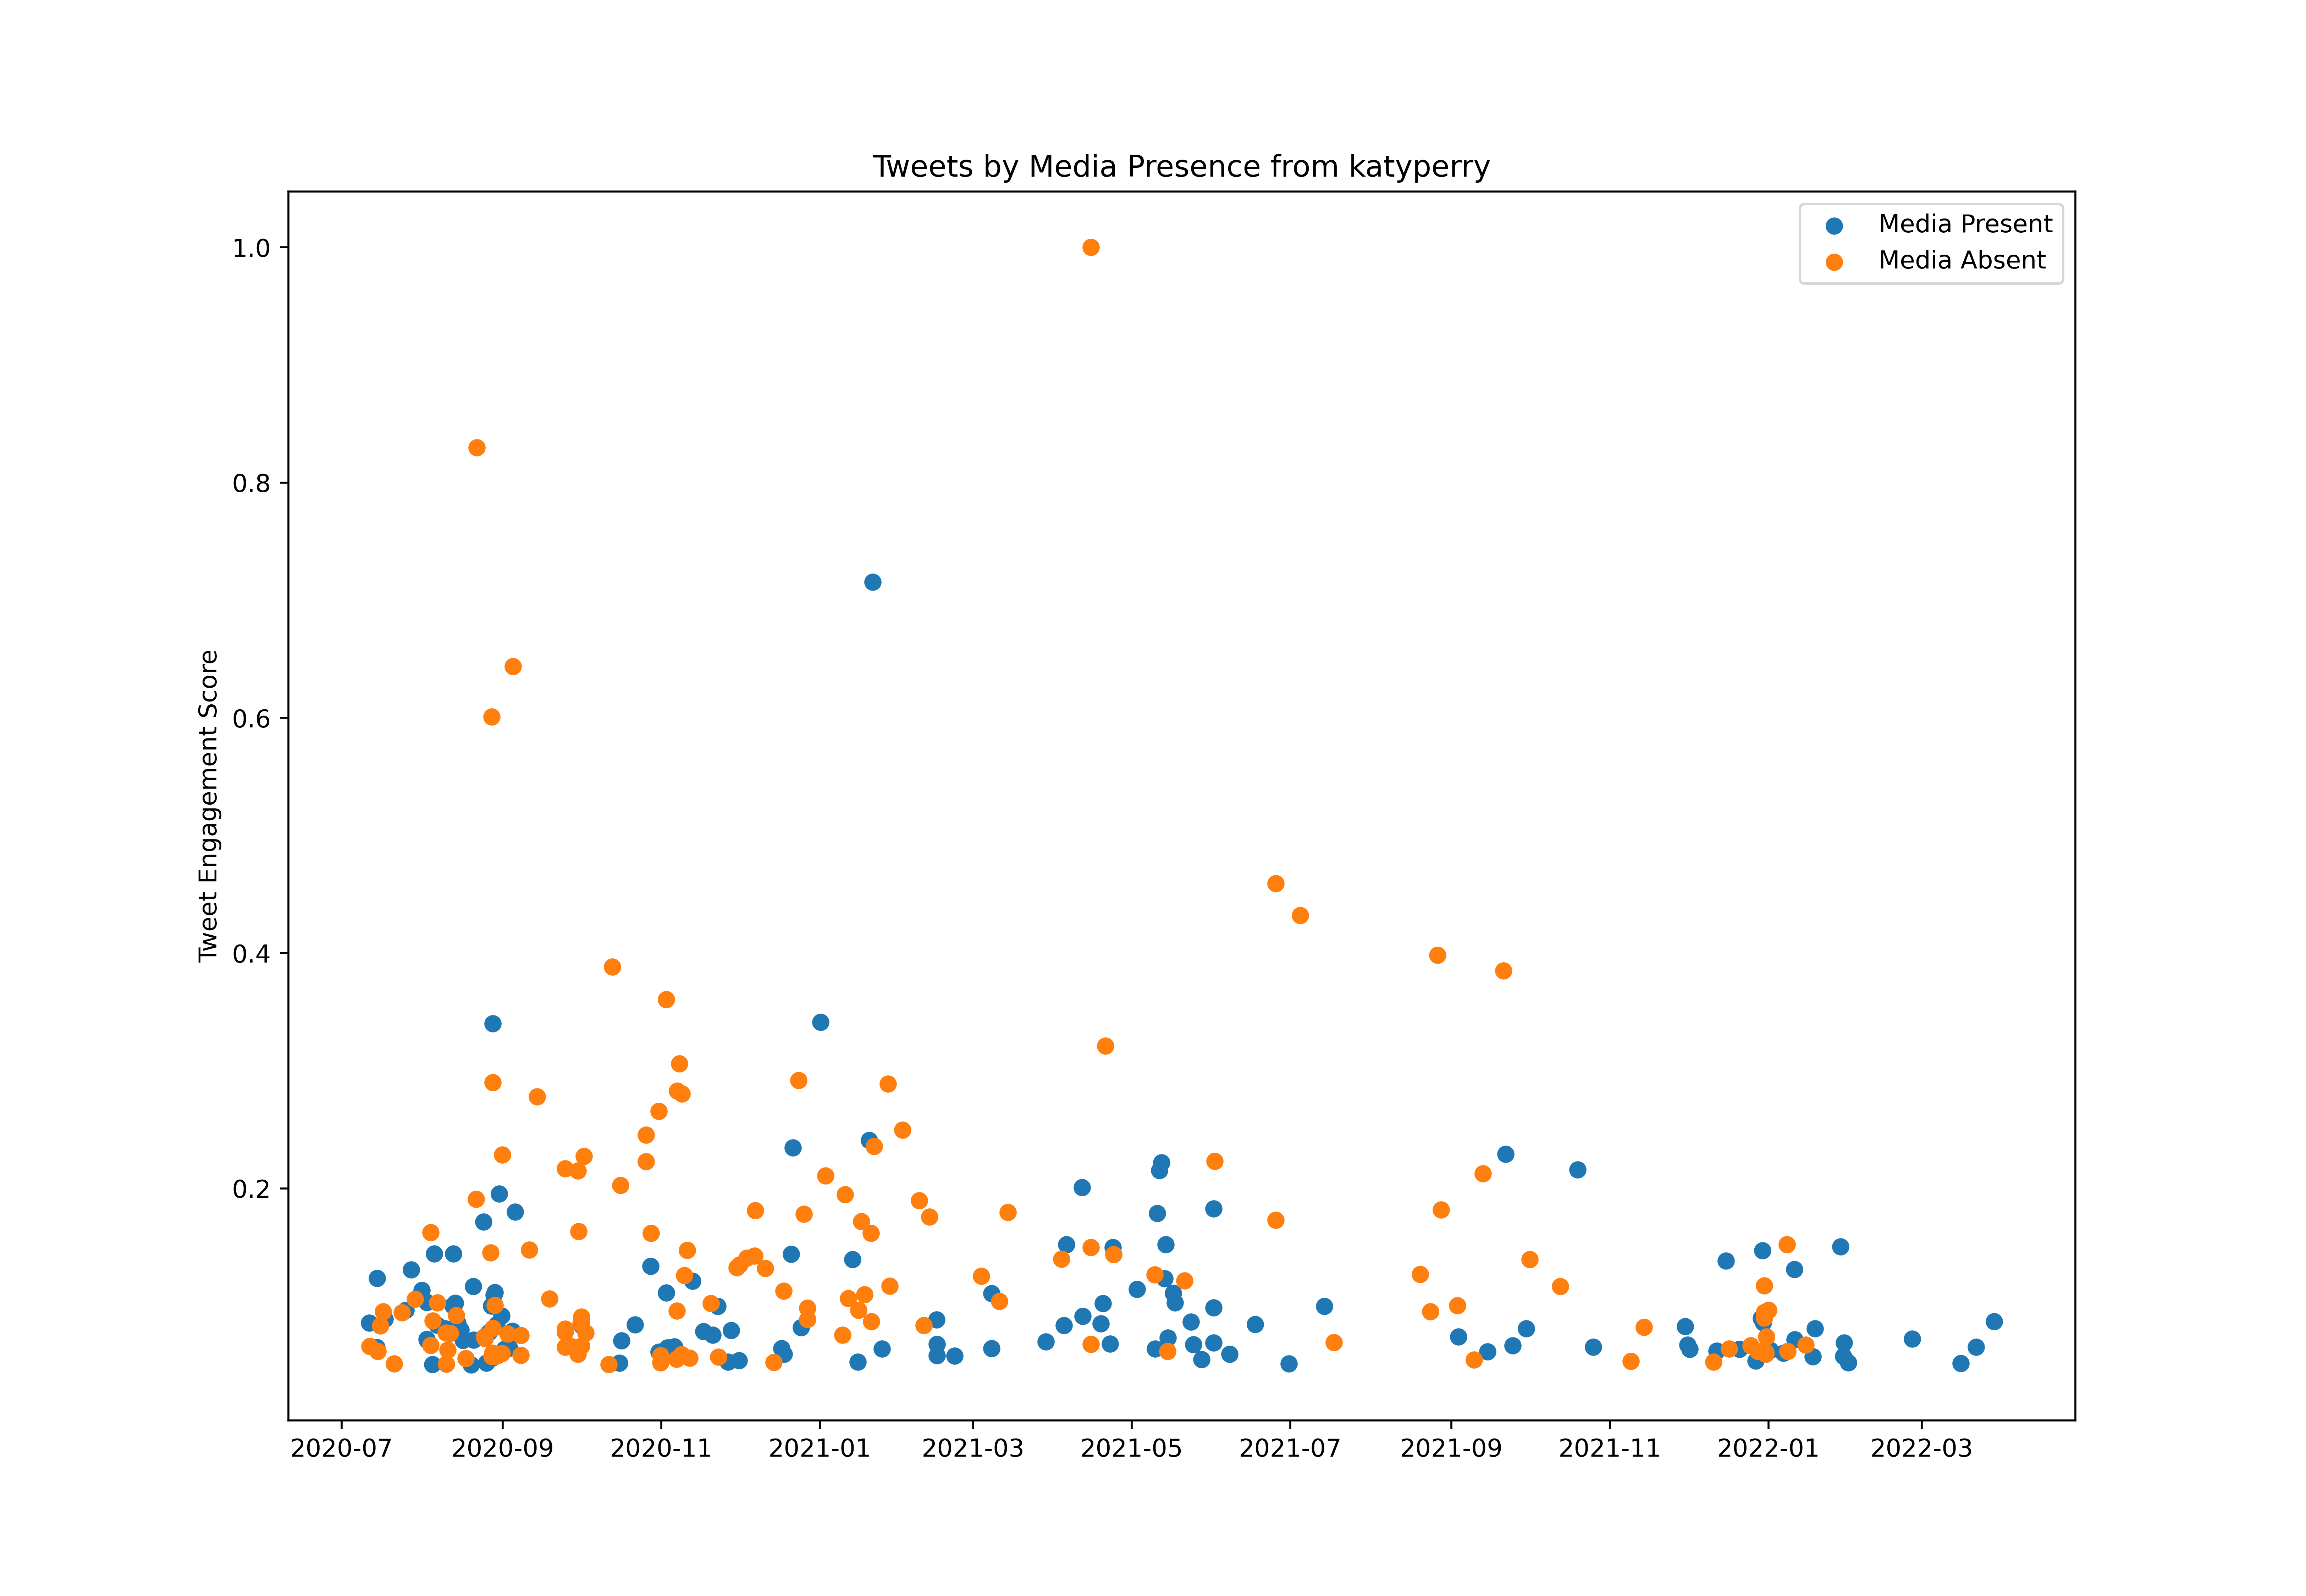 Tweets by Media Presence from katyperry
Media Present
Media Absent
Tweet Engagement Score
1.0
0.8
0.6
0.4
0.2
2020-07 2020-09 2020-11 2021-01 2021-03 2021-05 2021-07 2021-09 2021-11 2022-01 2022-03